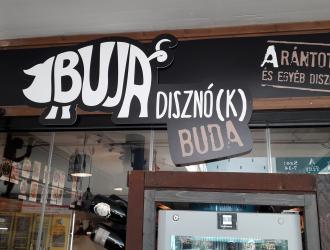 BUJA
DISZNÓ(K)
BUDA
ARÁNTOT
ÉS EGYÉB DISZ